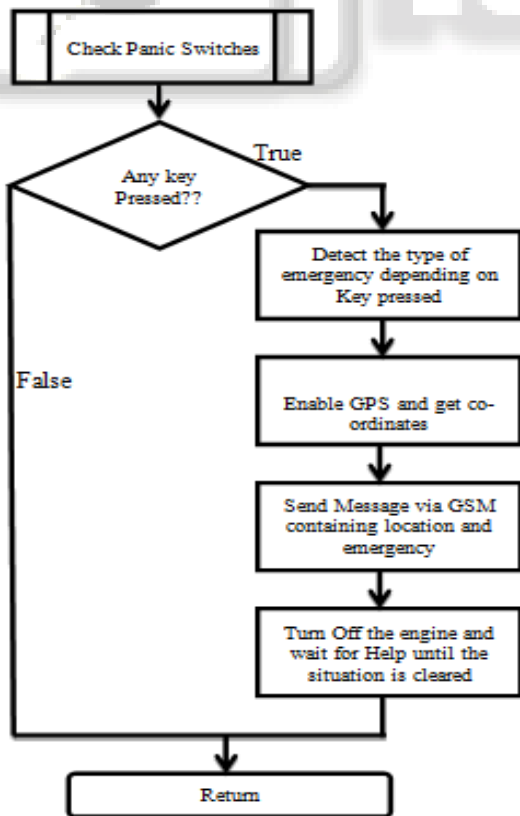 Check Panic Switches
True
Any key
Pressed??
Detect the type of
emergency depending on
Key pressed
False
Enable GPS and get co-
ordinates
Send Message via GSM
containing location and
emergency
Turn Off the engine and
wait for Help until the
situation is cleared
Return